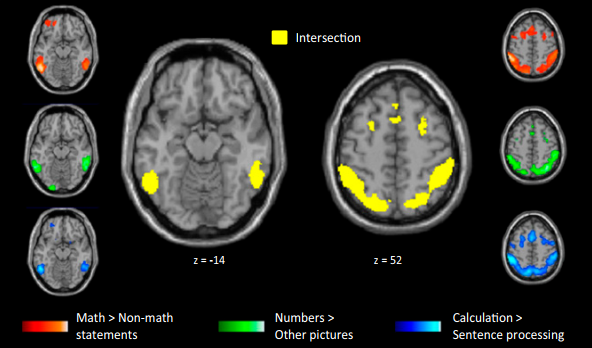 Intersection
z = -14
z = 52
Math > Non-math
statements
Numbers >
Other pictures
Calculation >
Sentence processing